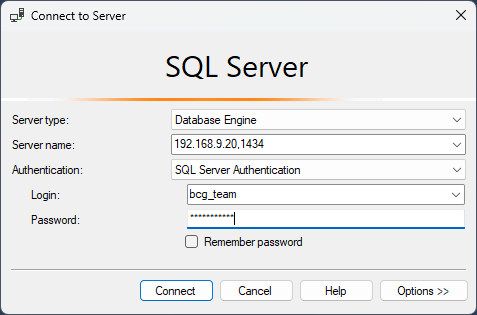 Connect to Server
SQL Server
Server type: Database Engine
Server name: 192.168.9.20,1434
Authentication: SQL Server Authentication
Login: bcg_team
Password: ***********
Remember password
Connect Cancel Help Options >>